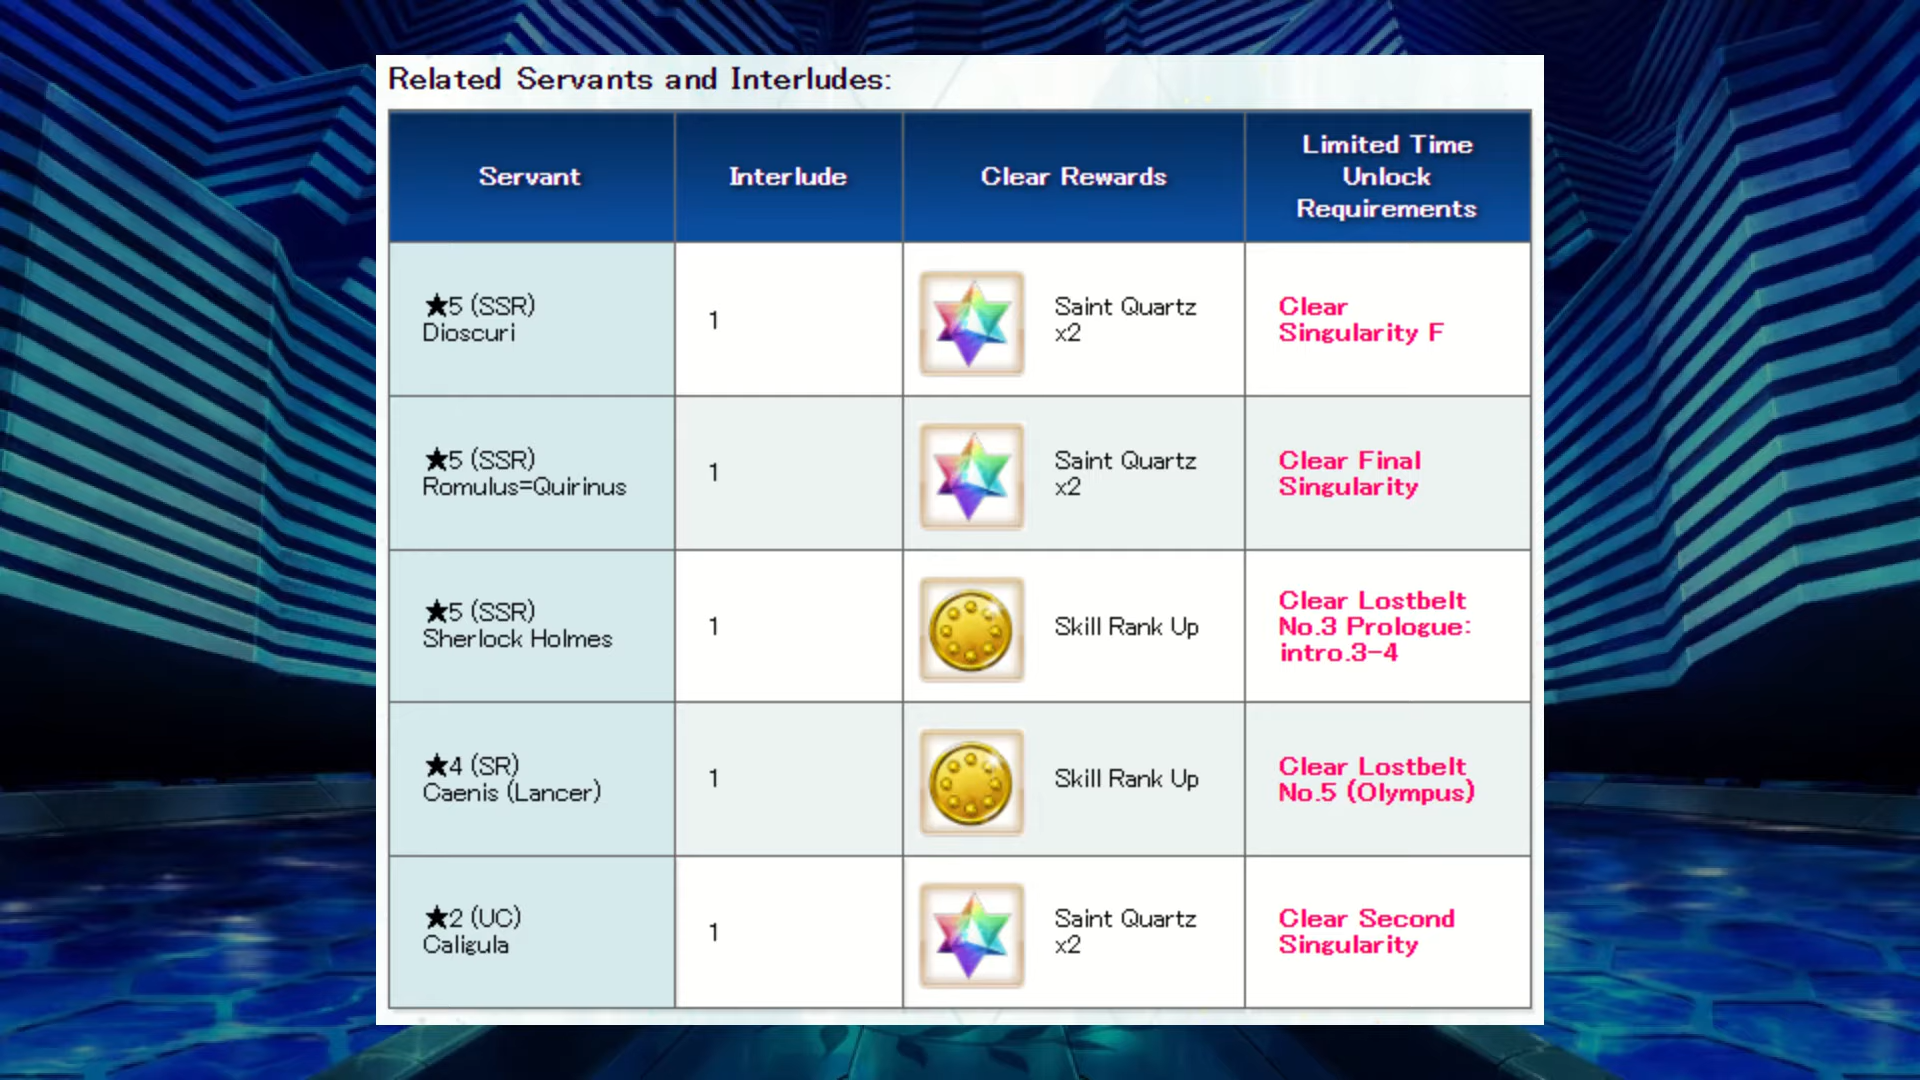 Related Servants and Interludes:
Servant
Interlude
Clear Rewards
Limited Time
Unlock
Requirements
★5 (SSR)
Dioscuri
1
Saint Quartz
x2
Clear
Singularity F
★5 (SSR)
Romulus=Quirinus
1
Saint Quartz
x2
Clear Final
Singularity
★5 (SSR)
Sherlock Holmes
1
Skill Rank Up
Clear Lostbelt
No.3 Prologue:
intro.3-4
★4 (SR)
Caenis (Lancer)
1
Skill Rank Up
Clear Lostbelt
No.5 (Olympus)
★2 (UC)
Caligula
1
Saint Quartz
x2
Clear Second
Singularity